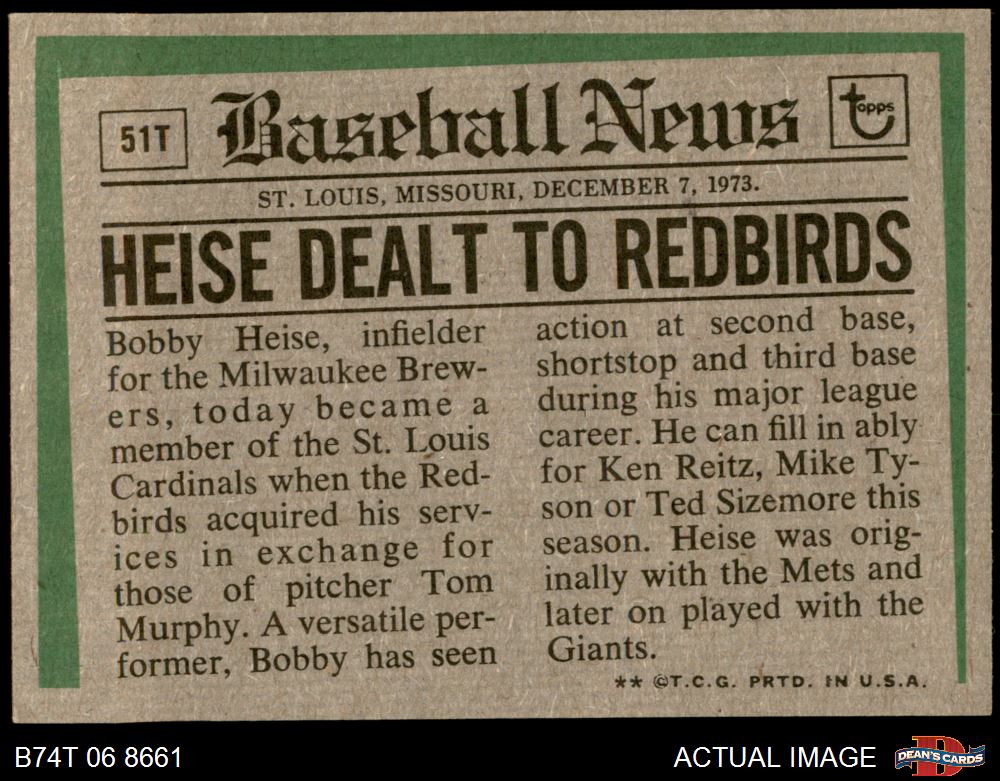 51T
Baseball News
topps
ST. LOUIS, MISSOURI, DECEMBER 7, 1973.
HEISE DEALT TO REDBIRDS
Bobby Heise, infielder
for the Milwaukee Brew-
ers, today became a
member of the St. Louis
Cardinals when the Red-
birds acquired his serv-
ices in exchange for
those of pitcher Tom
Murphy. A versatile per-
former, Bobby has seen
action at second base,
shortstop and third base
during his major league
career. He can fill in ably
for Ken Reitz, Mike Ty-
son or Ted Sizemore this
season. Heise was orig-
inally with the Mets and
later on played with the
Giants.
** ©T.C.G. PRTD. IN U.S.A.
B74T 06 8661
ACTUAL IMAGE
D
DEAN'S CARDS